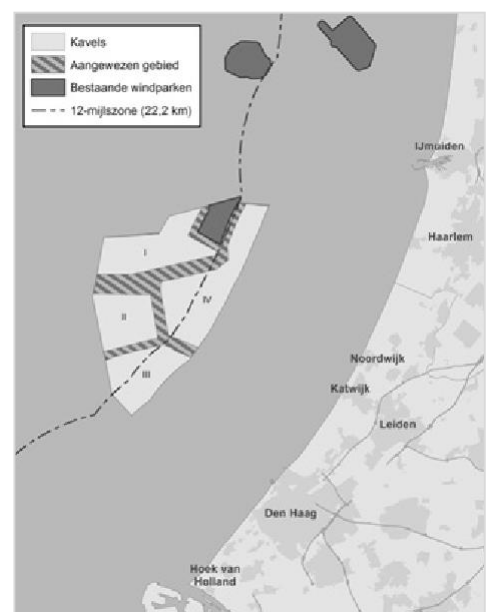 Kavels
Aangewezen gebied
Bestaande windparken
12-mijlszone (22,2 km)
IJmuiden
Haarlem
I
IV
II
Noordwijk
III
Katwijk
Leiden
Den Haag
Hoek van
Holland